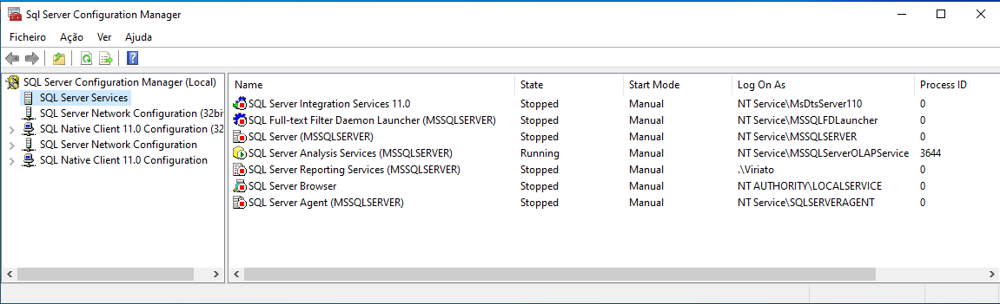 Sql Server Configuration Manager
Ficheiro Ação Ver Ajuda
SQL Server Configuration Manager (Local)
SQL Server Services
SQL Server Network Configuration (32bi
SQL Native Client 11.0 Configuration (32
SQL Server Network Configuration
SQL Native Client 11.0 Configuration
Name State Start Mode Log On As Process ID
SQL Server Integration Services 11.0 Stopped Manual NT Service\MsDtsServer110 0
SQL Full-text Filter Daemon Launcher (MSSQLSERVER) Stopped Manual NT Service\MSSQLFDLauncher 0
SQL Server (MSSQLSERVER) Stopped Manual NT Service\MSSQLSERVER 0
SQL Server Analysis Services (MSSQLSERVER) Running Manual NT Service\MSSQLServerOLAPService 3644
SQL Server Reporting Services (MSSQLSERVER) Stopped Manual .\Viriato 0
SQL Server Browser Stopped Manual NT AUTHORITY\LOCALSERVICE 0
SQL Server Agent (MSSQLSERVER) Stopped Manual NT Service\SQLSERVERAGENT 0